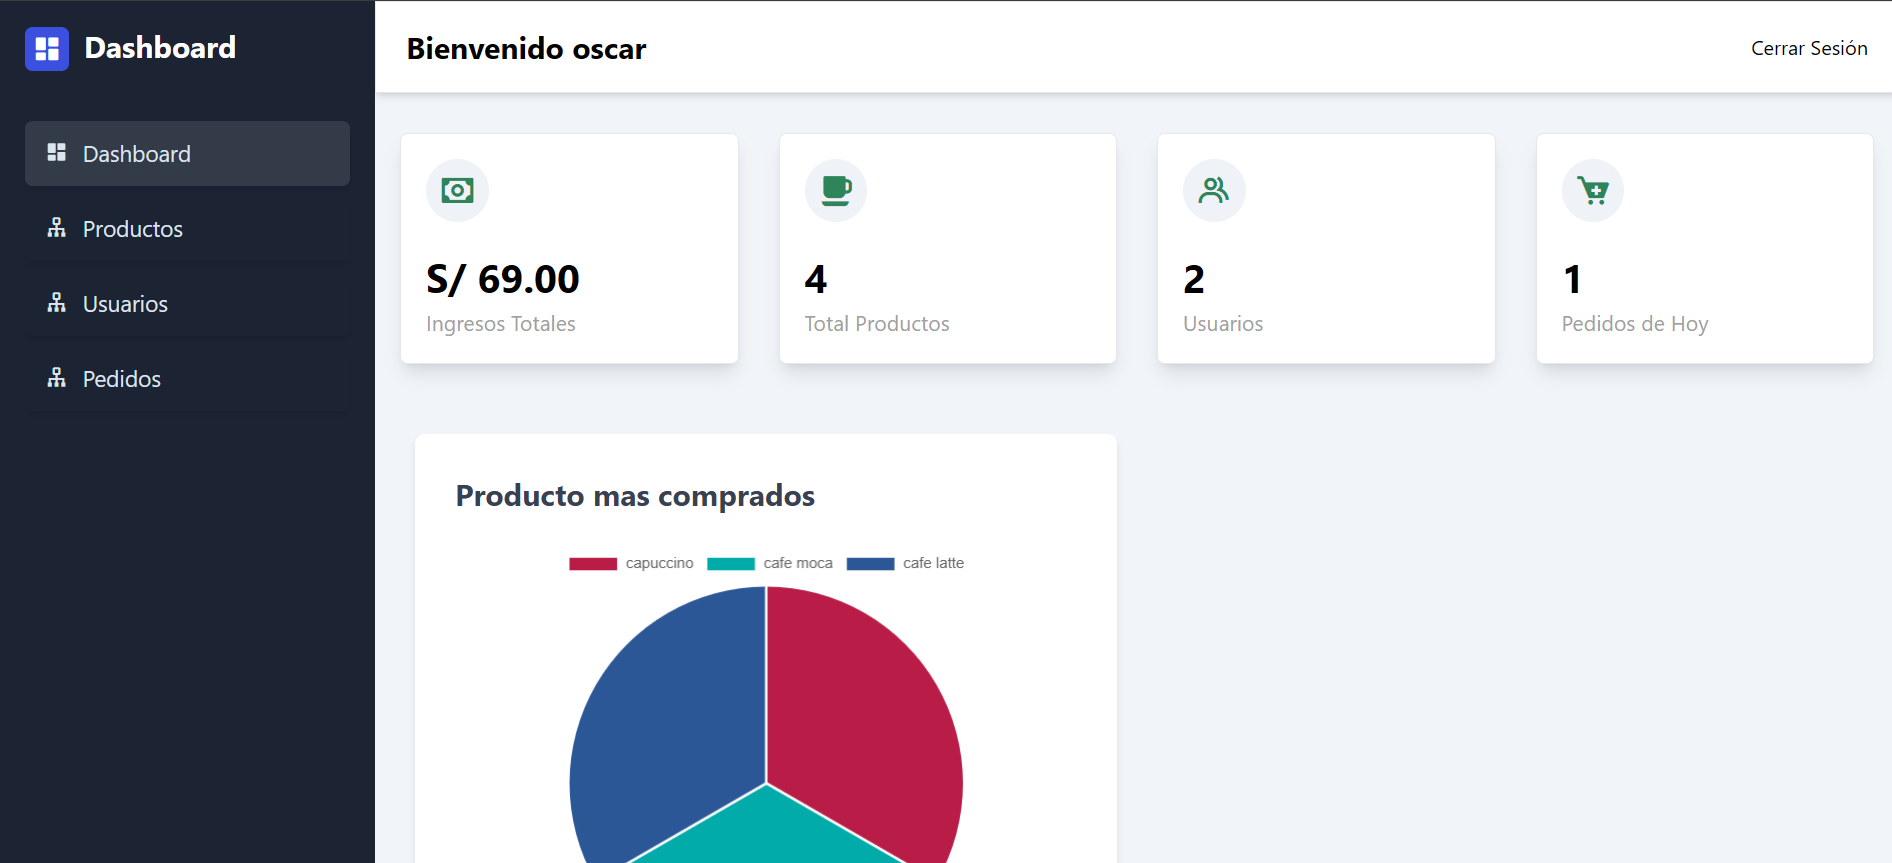 Dashboard
Bienvenido oscar
Cerrar Sesión
Dashboard
Productos
Usuarios
Pedidos
S/ 69.00
Ingresos Totales
4
Total Productos
2
Usuarios
1
Pedidos de Hoy
Producto mas comprados
capuccino cafe moca cafe latte